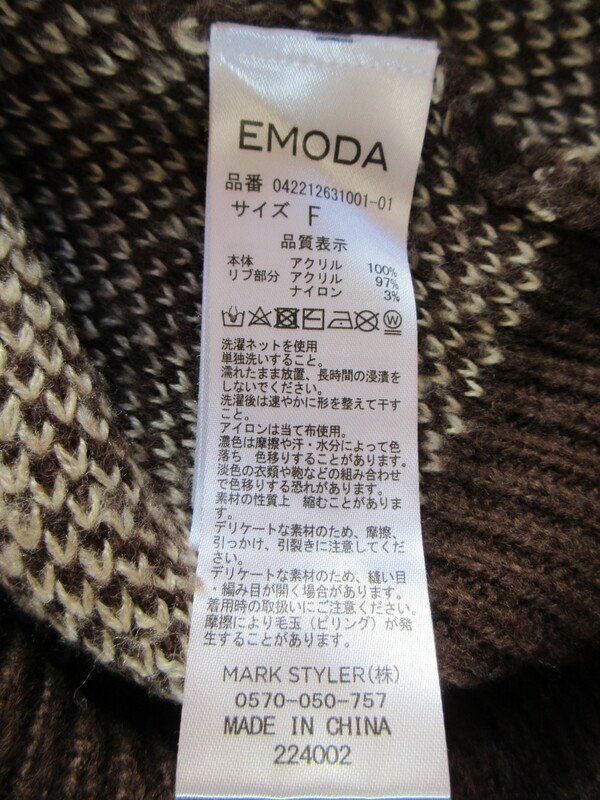 EMODA
品番 042212631001-01
サイズ F
品質表示
本体 アクリル 100%
リブ部分 アクリル 97%
ナイロン 3%
洗濯ネットを使用
単独洗いすること。
濡れたまま放置、長時間の浸漬を
しないでください。
洗濯後は速やかに形を整えて干す
こと。
アイロンは当て布使用。
濃色は摩擦や汗・水分によって色
落ち 色移りすることがあります。
淡色の衣類や鞄などの組み合わせ
で色移りする恐れがあります。
素材の性質上 縮むことがありま
す。
デリケートな素材のため、摩擦、
引っかけ、引裂きに注意してくだ
さい。
デリケートな素材のため、縫い目
・編み目が開く場合があります。
着用時の取扱いにご注意ください。
摩擦により毛玉(ピリング)が発
生することがあります。
MARK STYLER(株)
0570-050-757
MADE IN CHINA
224002